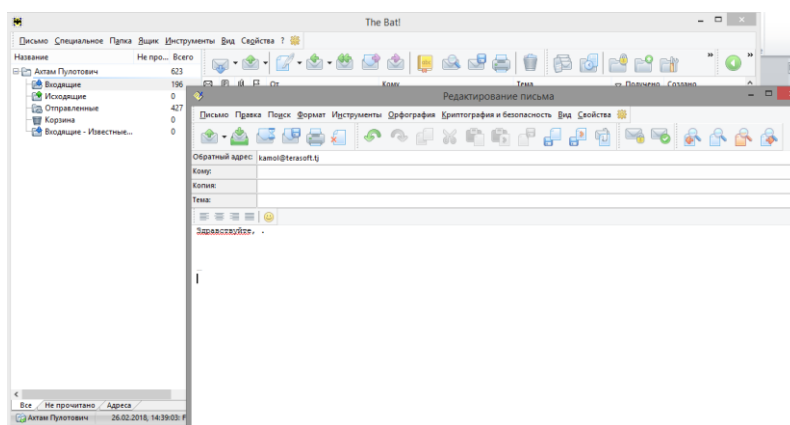 The Bat!
Письмо Специальное Папка Ящик Инструменты Вид Свойства ?
Название Не про... Всего
Ахтам Пулотович 623
Входящие 196
Исходящие 0
Отправленные 427
Корзина 0
Входящие - Известные... 0
От Кому Тема Получено Создано
Редактирование письма
Письмо Правка Поиск Формат Инструменты Орфография Криптография и безопасность Вид Свойства
Обратный адрес: kamol@terasoft.tj
Кому:
Копия:
Тема:
Здравствуйте, .
Все Не прочитано Адреса
Ахтам Пулотович 26.02.2018, 14:39:03: F